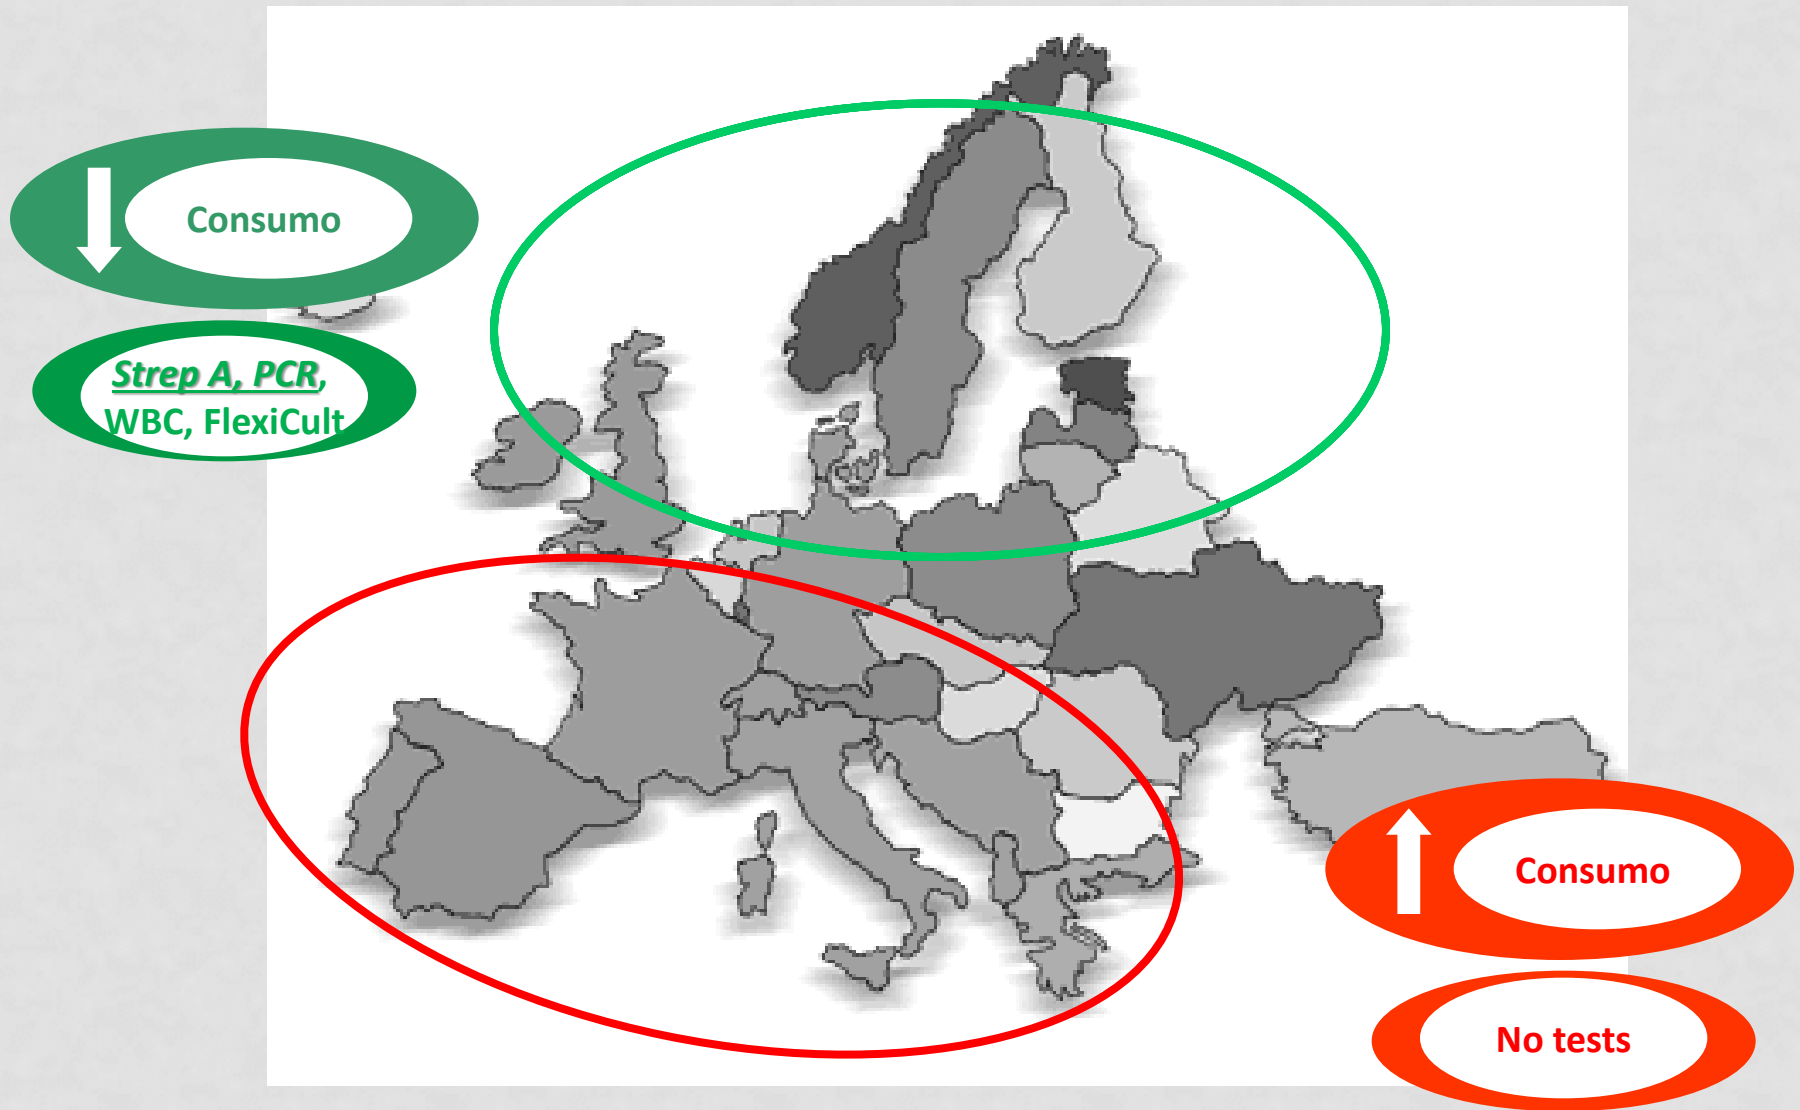 Consumo
Strep A, PCR,
WBC, FlexiCult
Consumo
No tests